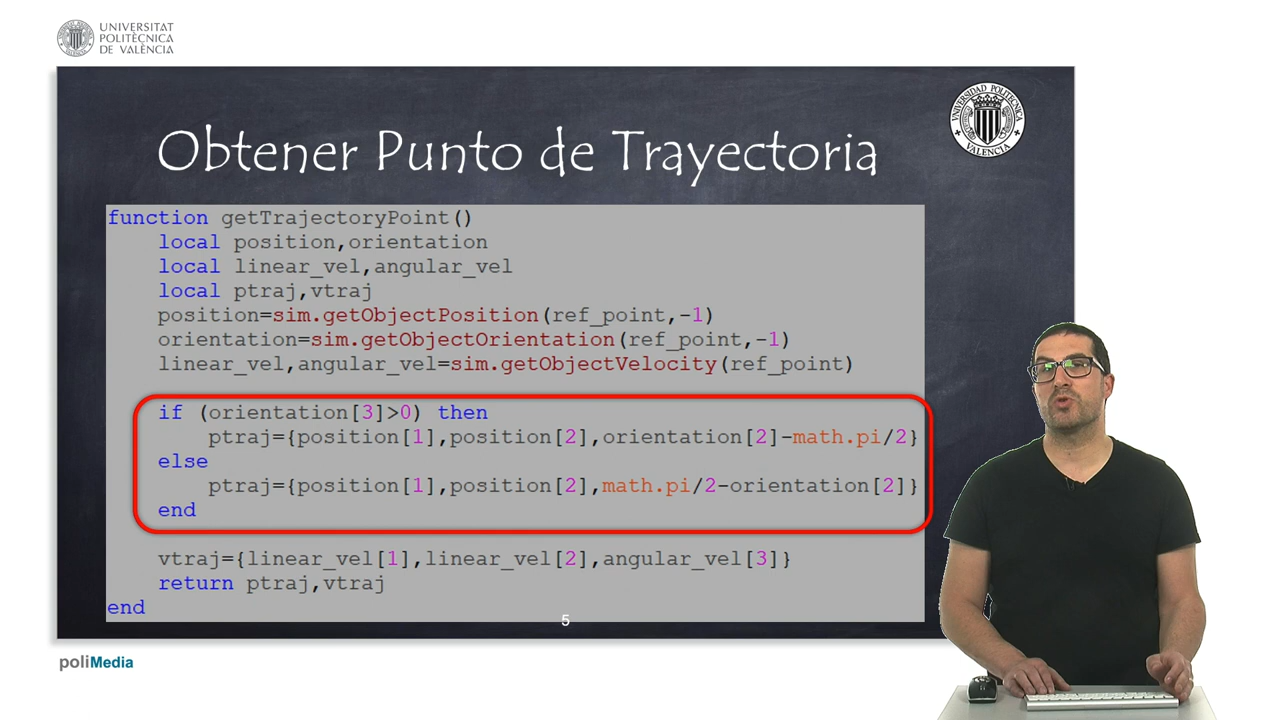 UNIVERSITAT
POLITÈCNICA
DE VALÈNCIA
UNIVERSIDAD POLITECNICA
VALENCIA
Obtener Punto de Trayectoria
function getTrajectoryPoint()
    local position,orientation
    local linear_vel,angular_vel
    local ptraj,vtraj
    position=sim.getObjectPosition(ref_point,-1)
    orientation=sim.getObjectOrientation(ref_point,-1)
    linear_vel,angular_vel=sim.getObjectVelocity(ref_point)
    if (orientation[3]>0) then
        ptraj={position[1],position[2],orientation[2]-math.pi/2}
    else
        ptraj={position[1],position[2],math.pi/2-orientation[2]}
    end
    vtraj={linear_vel[1],linear_vel[2],angular_vel[3]}
    return ptraj,vtraj
end
5
poliMedia